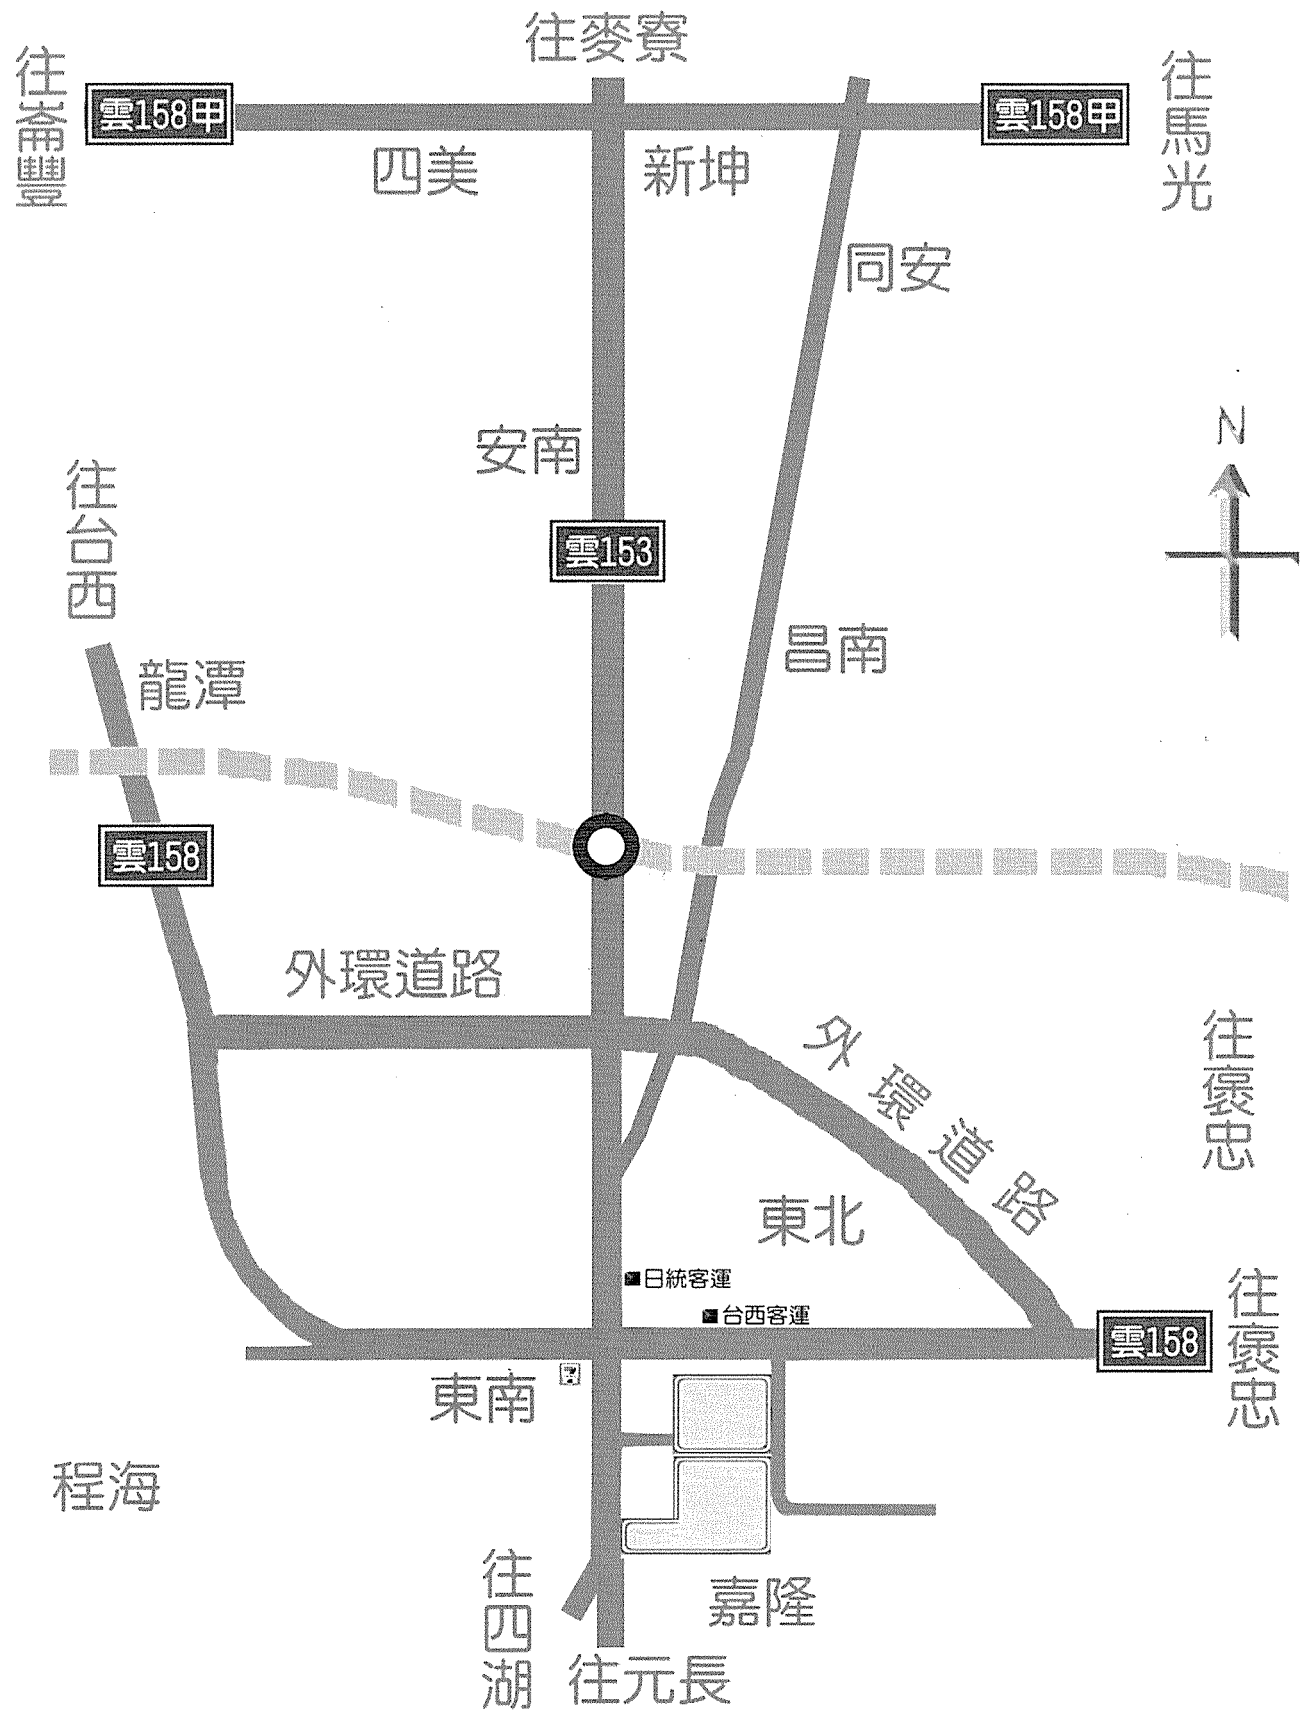 往麥寮
往崙豐
雲158甲
雲158甲
往馬光
四美
新坤
同安
N
安南
往台西
雲153
昌南
龍潭
雲158
外環道路
外環道路
往褒忠
東北
日統客運
台西客運
雲158
往褒忠
東南
程海
往四湖
嘉隆
往元長